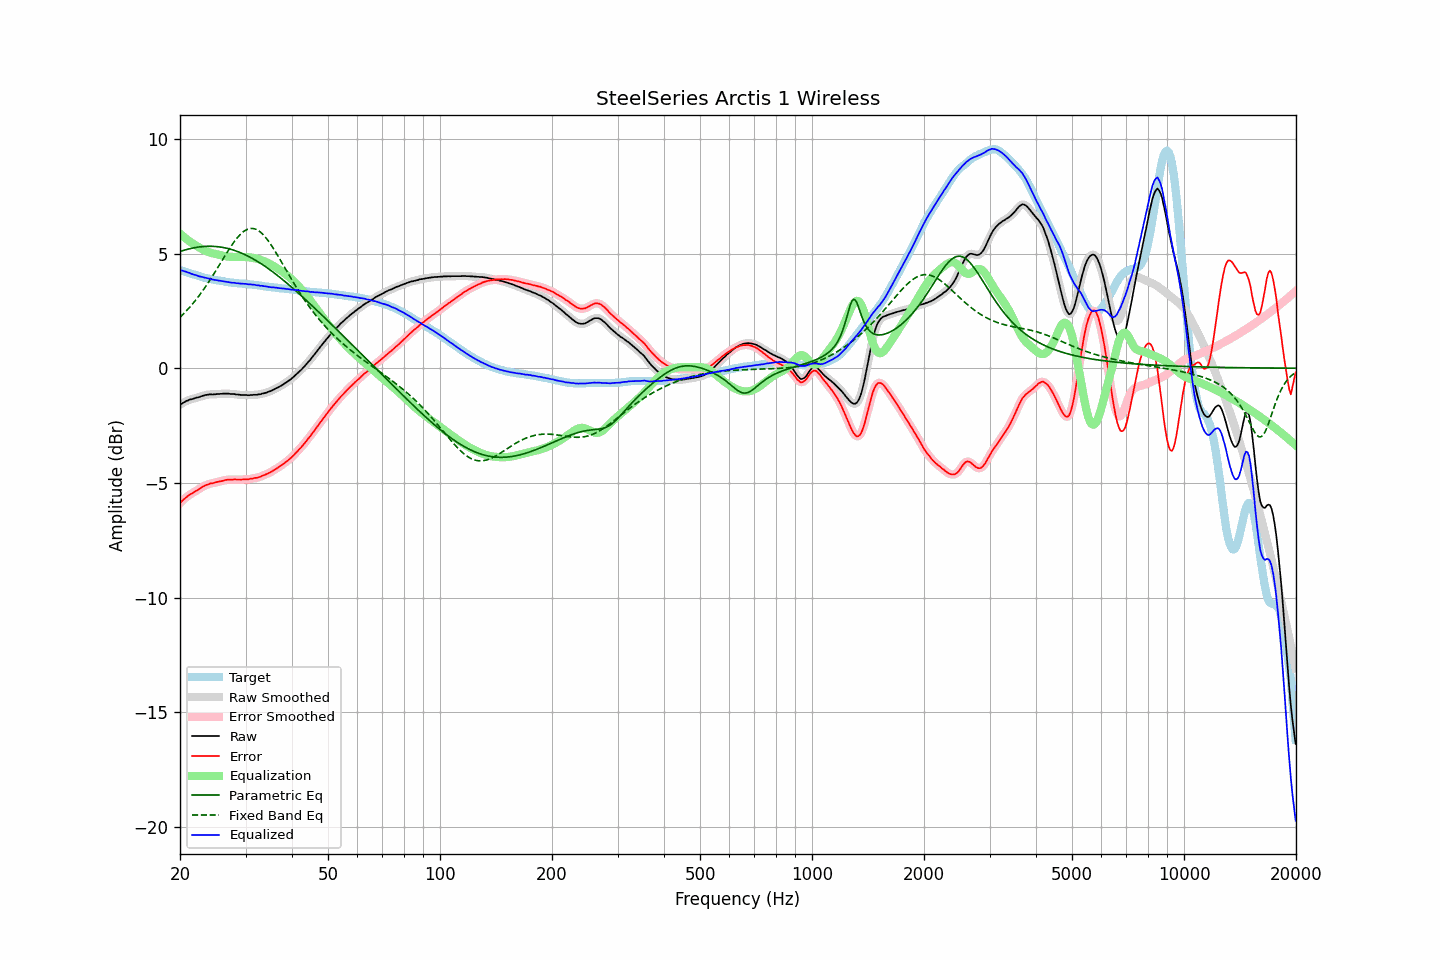 SteelSeries Arctis 1 Wireless
Amplitude (dBr)
10
5
0
−5
−10
−15
−20
Target
Raw Smoothed
Error Smoothed
Raw
Error
Equalization
Parametric Eq
Fixed Band Eq
Equalized
20 50 100 200 500 1000 2000 5000 10000 20000
Frequency (Hz)